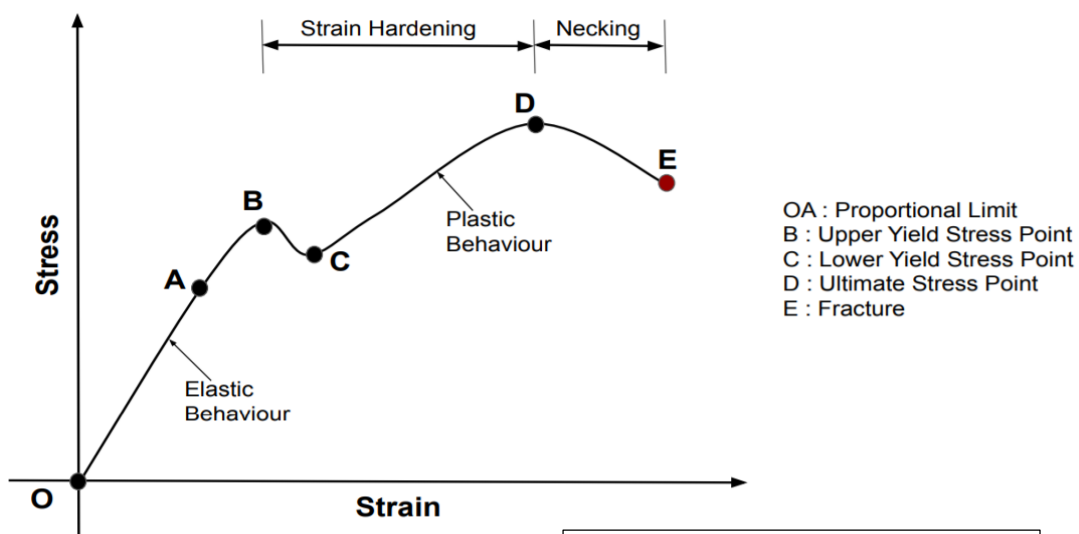 Strain Hardening
Necking
D
E
B
Plastic
Behaviour
C
A
Stress
Elastic
Behaviour
O
Strain
OA : Proportional Limit
B : Upper Yield Stress Point
C : Lower Yield Stress Point
D : Ultimate Stress Point
E : Fracture